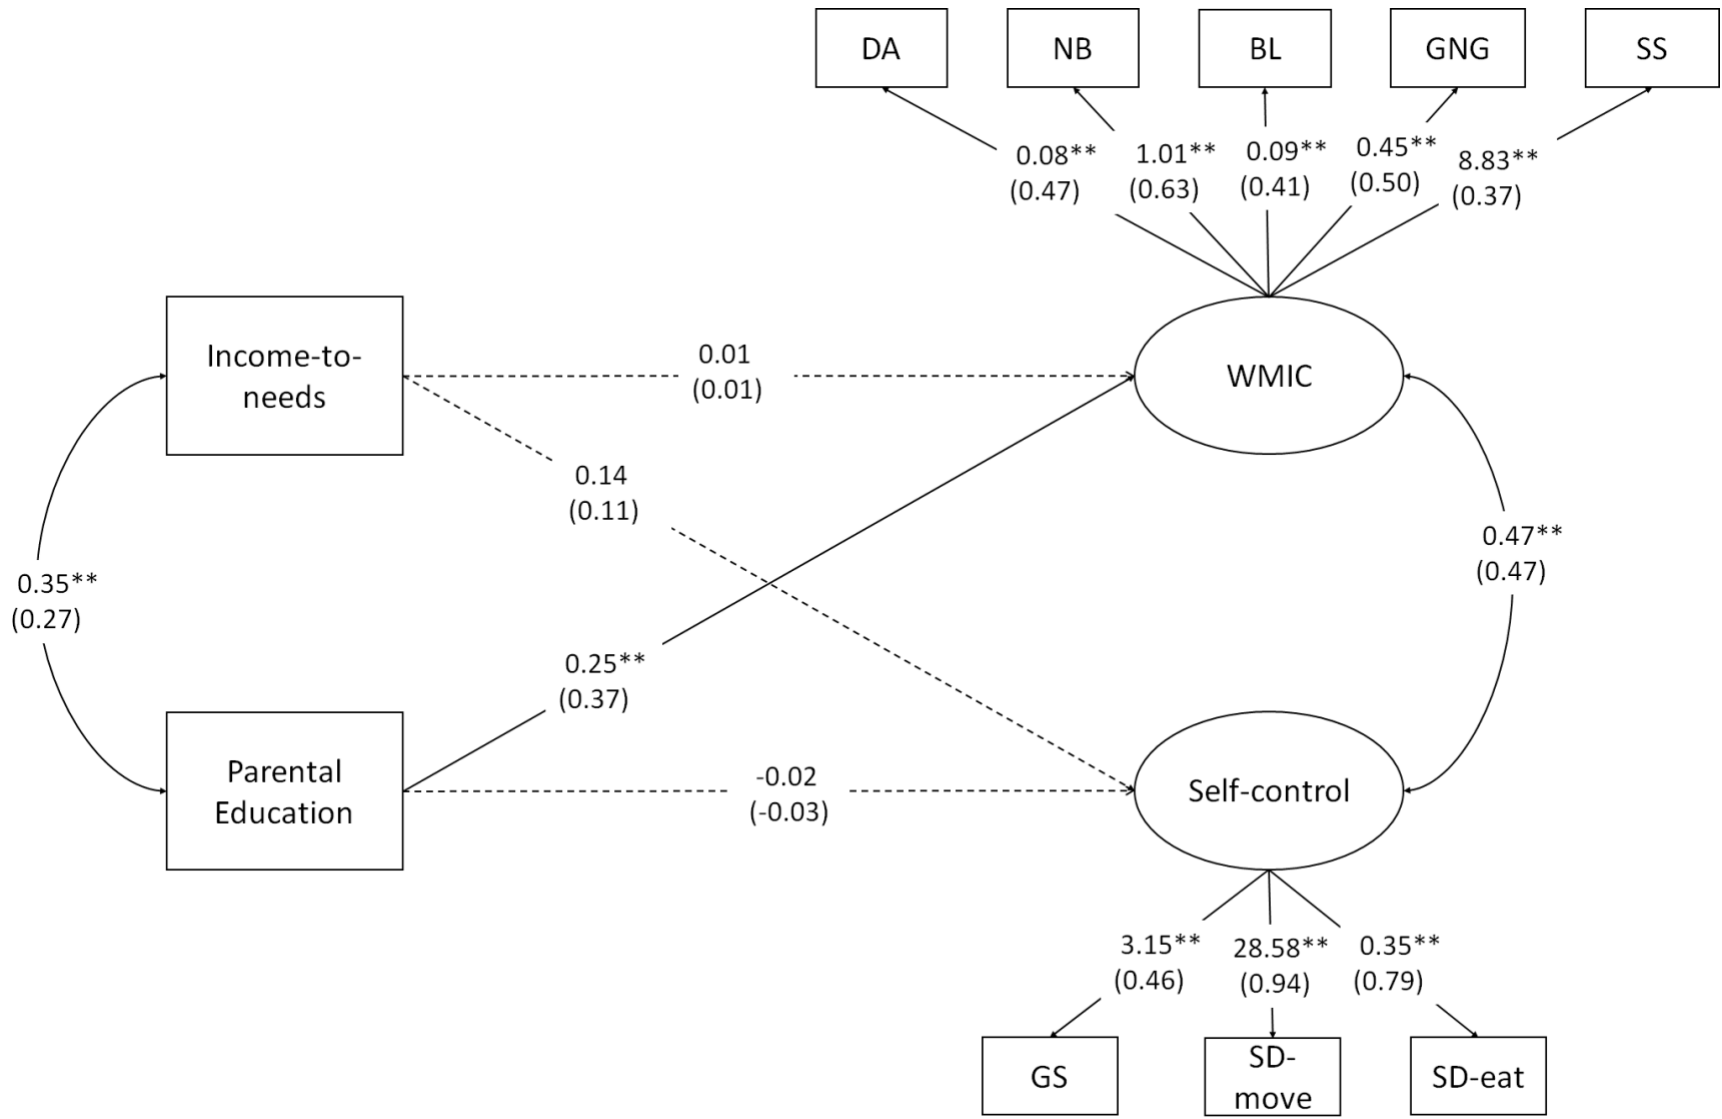 DA
NB
BL
GNG
SS
0.08**
(0.47)
1.01**
(0.63)
0.09**
(0.41)
0.45**
(0.50)
8.83**
(0.37)
Income-to-
needs
0.01
(0.01)
WMIC
0.14
(0.11)
0.35**
(0.27)
0.47**
(0.47)
0.25**
(0.37)
Parental
Education
-0.02
(-0.03)
Self-control
3.15**
(0.46)
28.58**
(0.94)
0.35**
(0.79)
GS
SD-
move
SD-eat